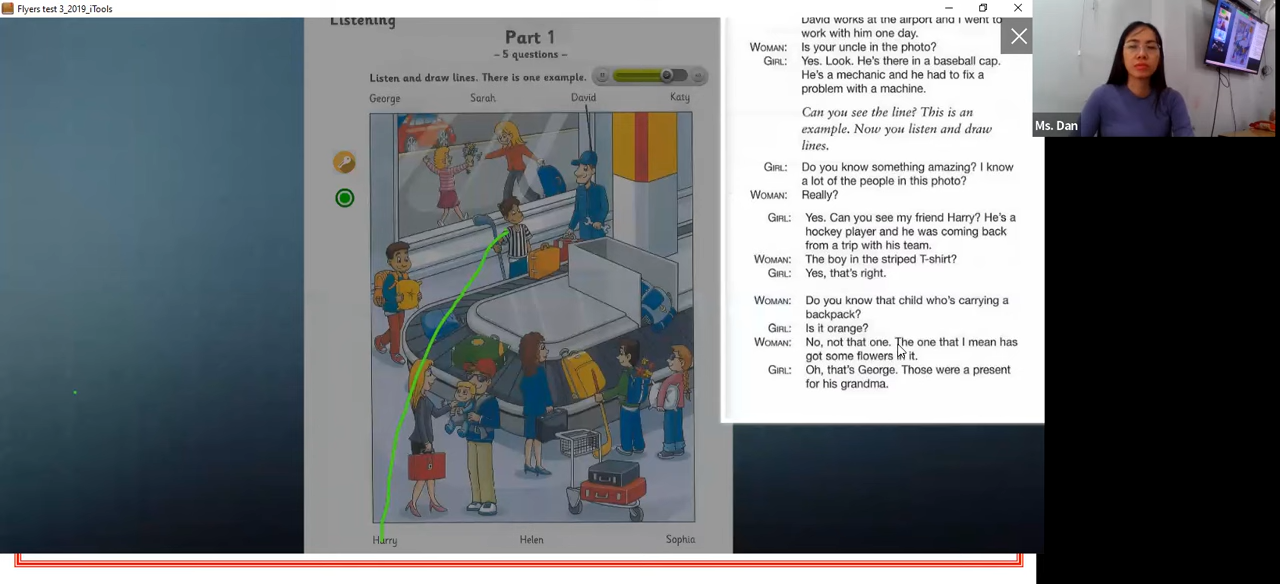 Flyers test 3_2019_iTools
Listening
Part 1
– 5 questions –
Listen and draw lines. There is one example.
George Sarah David Katy
Harry Helen Sophia
David works at the airport and I went to
work with him one day.
WOMAN: Is your uncle in the photo?
GIRL: Yes. Look. He's there in a baseball cap.
He's a mechanic and he had to fix a
problem with a machine.
Can you see the line? This is an
example. Now you listen and draw
lines.
GIRL: Do you know something amazing? I know
a lot of the people in this photo?
WOMAN: Really?
GIRL: Yes. Can you see my friend Harry? He's a
hockey player and he was coming back
from a trip with his team.
WOMAN: The boy in the striped T-shirt?
GIRL: Yes, that's right.
WOMAN: Do you know that child who's carrying a
backpack?
GIRL: Is it orange?
WOMAN: No, not that one. The one that I mean has
got some flowers in it.
GIRL: Oh, that's George. Those were a present
for his grandma.
Ms. Dan